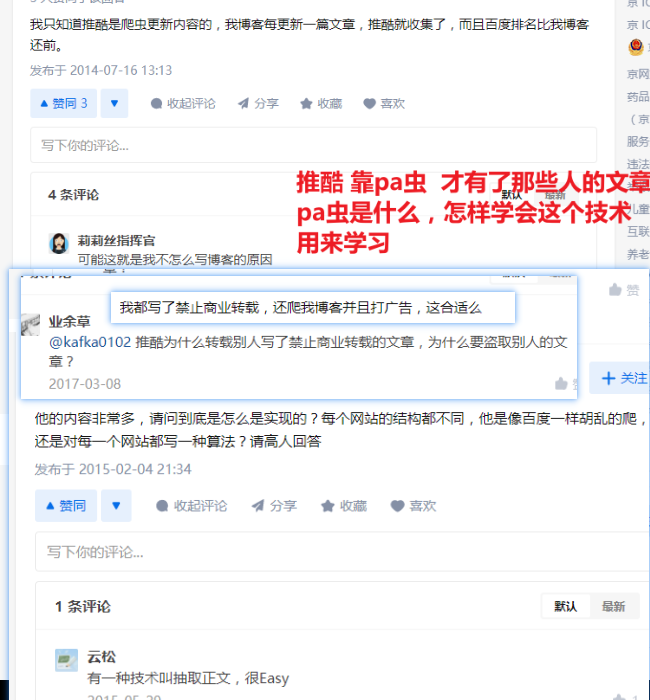 我只知道推酷是爬虫更新内容的，我博客每更新一篇文章，推酷就收集了，而且百度排名比我博客
还前。
发布于 2014-07-16 13:13
赞同 3
收起评论
分享
收藏
喜欢
写下你的评论...
4 条评论
默认
最新
推酷 靠pa虫 才有了那些人的文章
pa虫是什么，怎样学会这个技术
用来学习
莉莉丝指挥官
可能这就是我不怎么写博客的原因
京网
药品
（京
服务
违法
儿童
互联
养老
赞
我都写了禁止商业转载，还爬我博客并且打广告，这合适么
业余草
@kafka0102 推酷为什么转载别人写了禁止商业转载的文章，为什么要盗取别人的文
章？
2017-03-08
关注
他的内容非常多，请问到底是怎么是实现的？每个网站的结构都不同，他是像百度一样胡乱的爬，
还是对每一个网站都写一种算法？请高人回答
发布于 2015-02-04 21:34
赞同
收起评论
分享
收藏
喜欢
写下你的评论...
1 条评论
默认
最新
云松
有一种技术叫抽取正文，很Easy